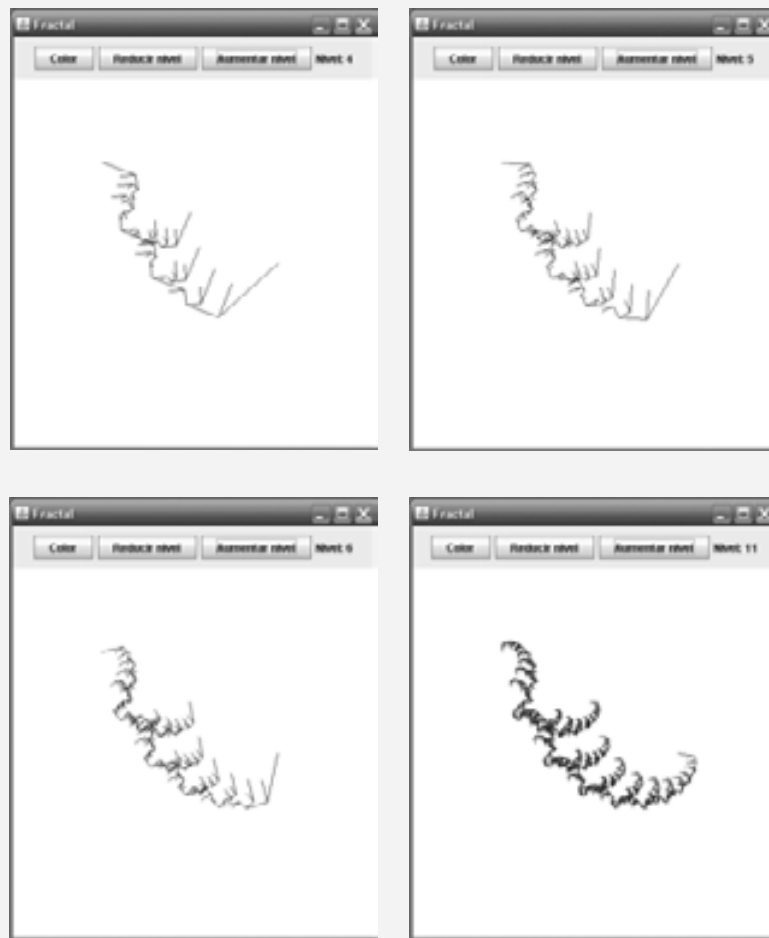 Fractal
Color Reducir nivel Aumentar nivel Nivel: 4
Fractal
Color Reducir nivel Aumentar nivel Nivel: 5
Fractal
Color Reducir nivel Aumentar nivel Nivel: 6
Fractal
Color Reducir nivel Aumentar nivel Nivel: 11